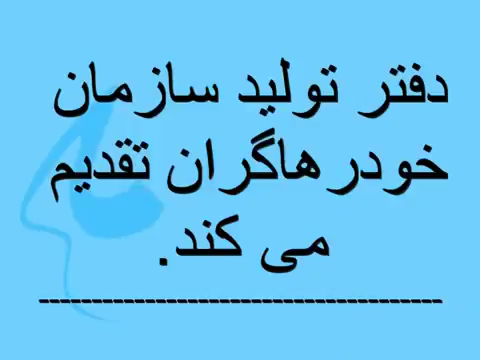 دفتر تولید سازمان
خودرهاگران تقدیم
می کند.